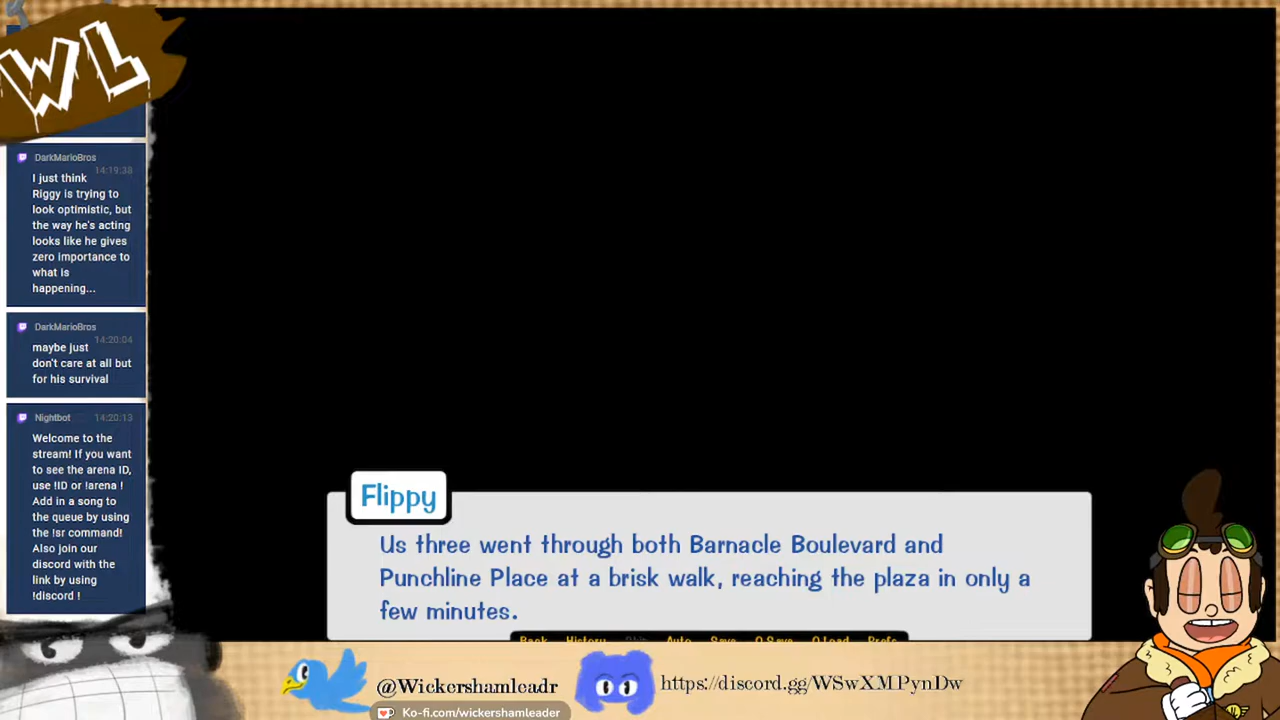 WL
DarkMarioBros
14:19:38
I just think
Riggy is trying to
look optimistic, but
the way he's acting
looks like he gives
zero importance to
what is
happening...
DarkMarioBros
14:20:04
maybe just
don't care at all but
for his survival
Nightbot 14:20:13
Welcome to the
stream! If you want
to see the arena ID,
use !ID or !arena !
Add in a song to
the queue by using
the !sr command!
Also join our
discord with the
link by using
!discord !
Flippy
Us three went through both Barnacle Boulevard and
Punchline Place at a brisk walk, reaching the plaza in only a
few minutes.
Back History Skip Auto Save Q.Save Q.Load Prefs
@Wickershamleadr
https://discord.gg/WSwXMPynDw
Ko-fi.com/wickershamleader